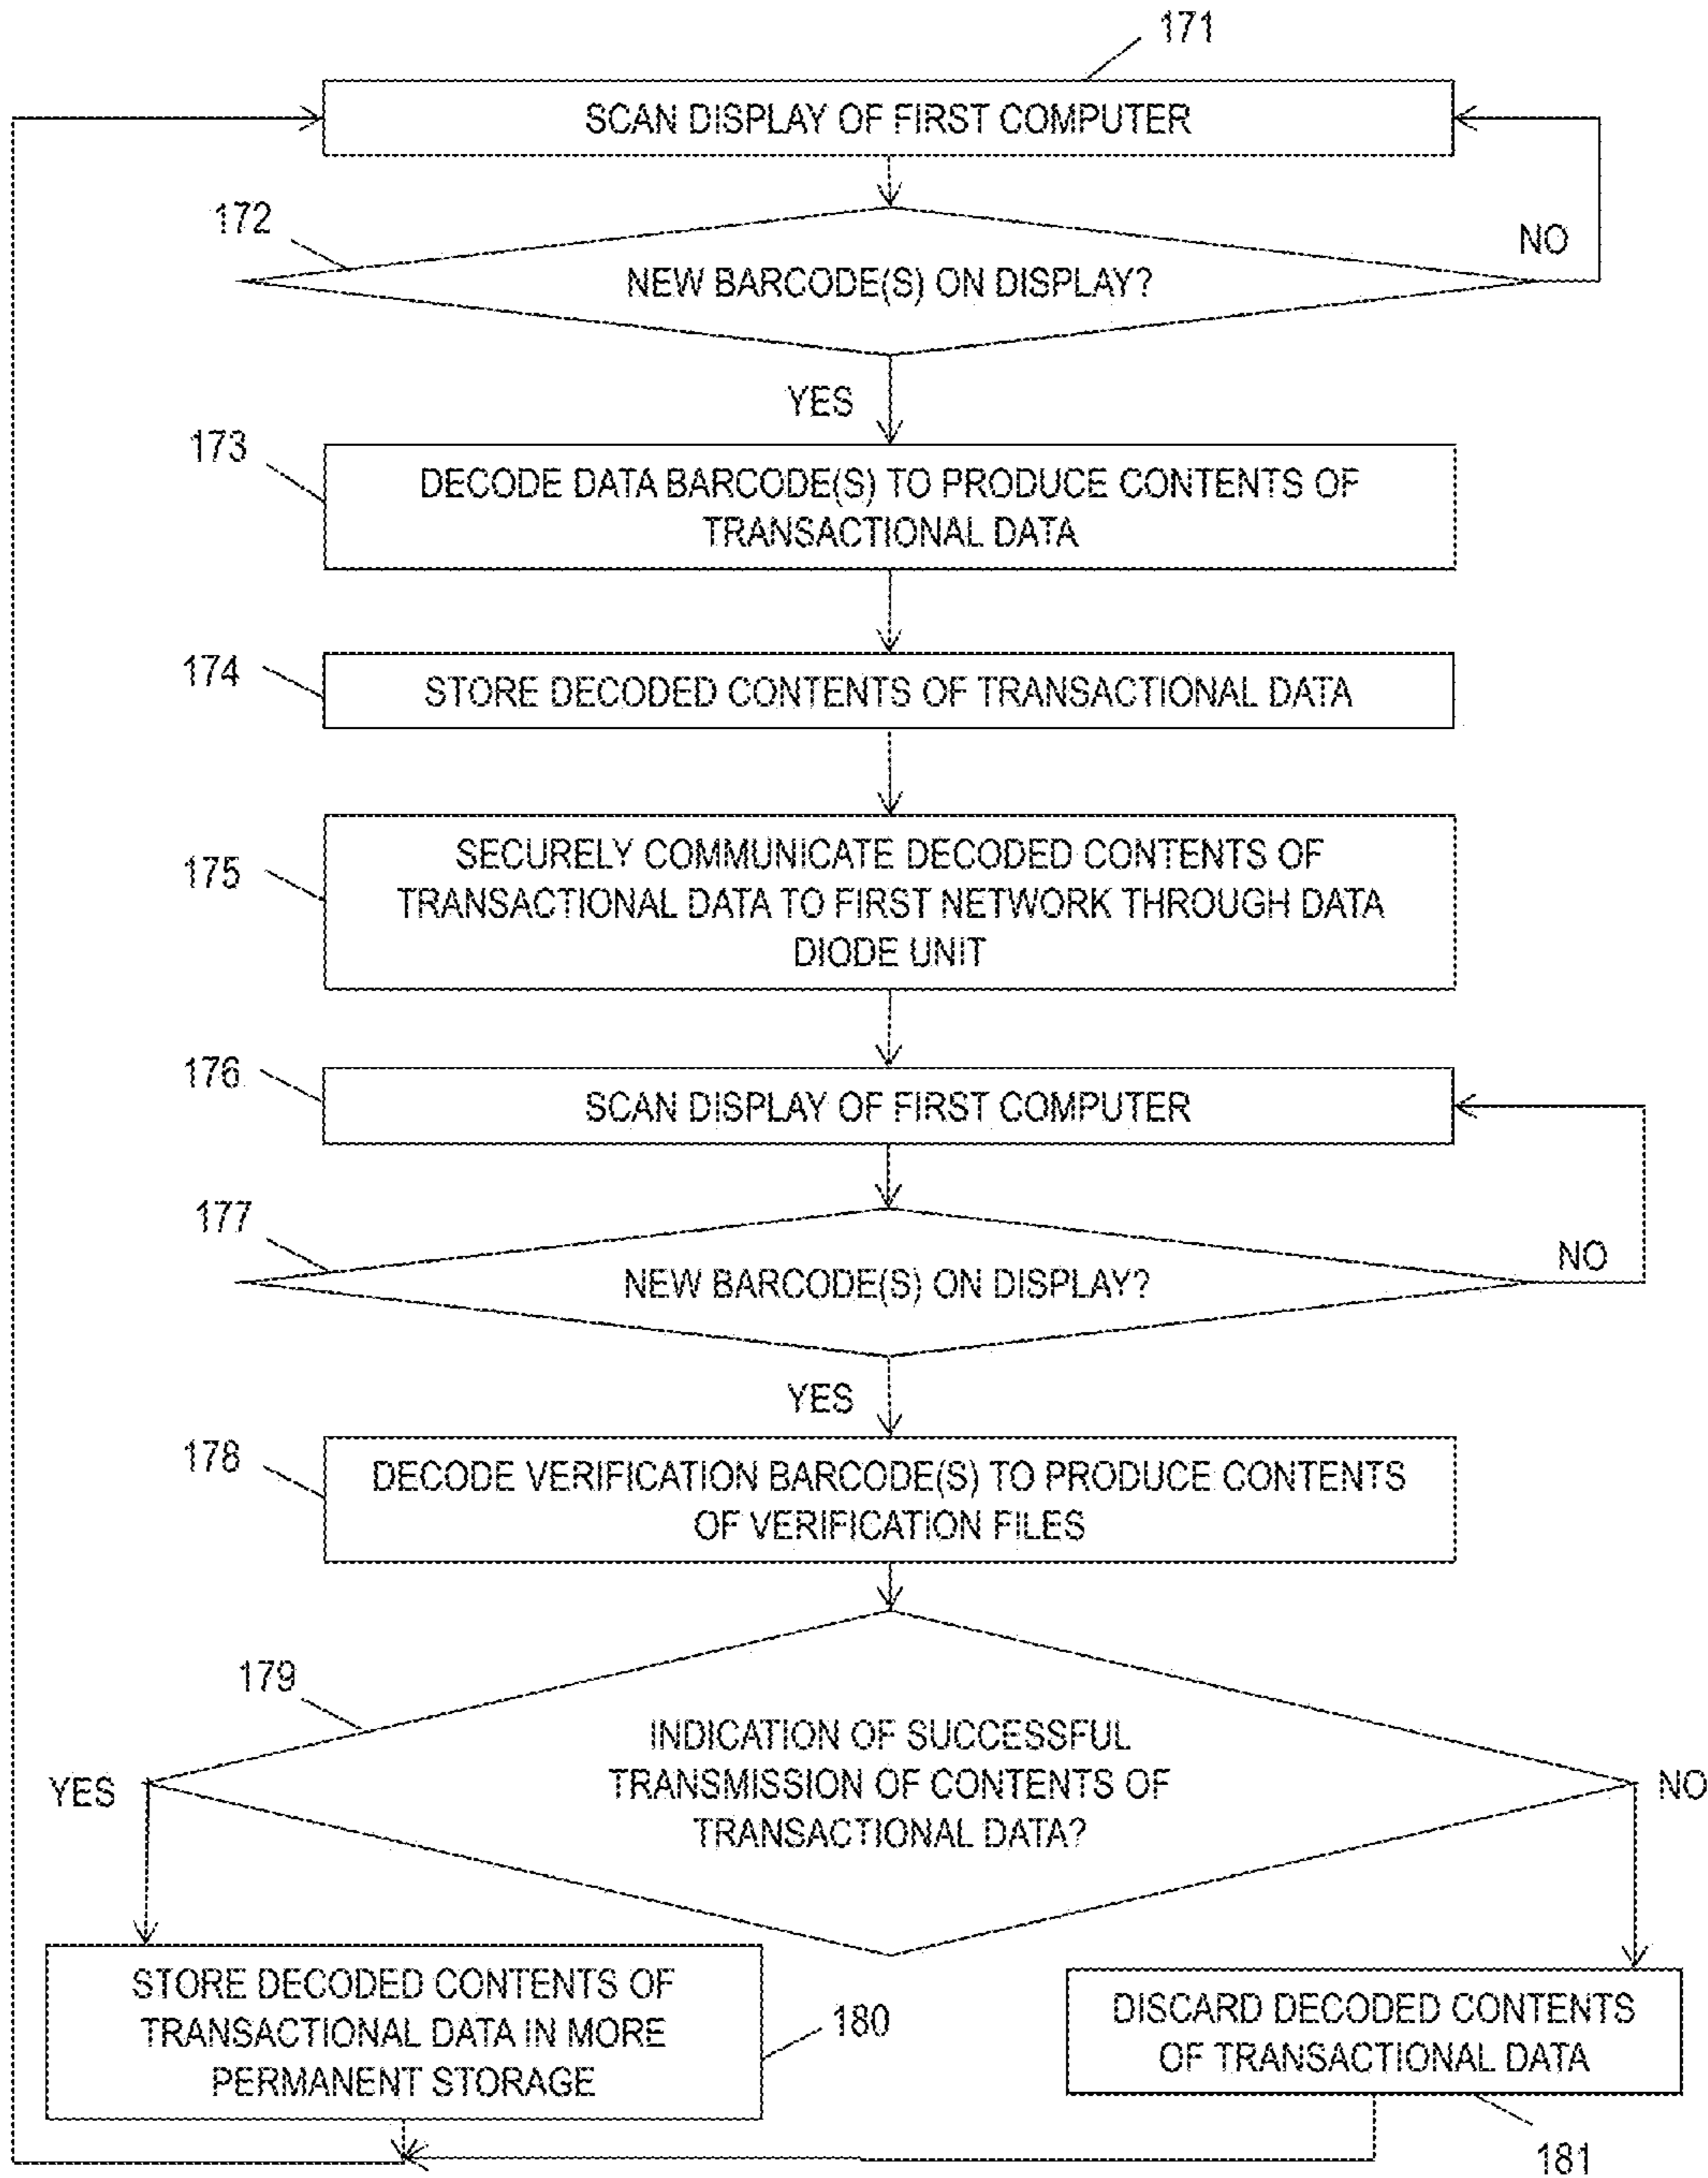 171
SCAN DISPLAY OF FIRST COMPUTER
172
NO
NEW BARCODE(S) ON DISPLAY?
YES
173
DECODE DATA BARCODE(S) TO PRODUCE CONTENTS OF
TRANSACTIONAL DATA
174
STORE DECODED CONTENTS OF TRANSACTIONAL DATA
175
SECURELY COMMUNICATE DECODED CONTENTS OF
TRANSACTIONAL DATA TO FIRST NETWORK THROUGH DATA
DIODE UNIT
176
SCAN DISPLAY OF FIRST COMPUTER
177
NO
NEW BARCODE(S) ON DISPLAY?
YES
178
DECODE VERIFICATION BARCODE(S) TO PRODUCE CONTENTS
OF VERIFICATION FILES
179
INDICATION OF SUCCESSFUL
TRANSMISSION OF CONTENTS OF
TRANSACTIONAL DATA?
YES
NO
STORE DECODED CONTENTS OF
TRANSACTIONAL DATA IN MORE
PERMANENT STORAGE
180
DISCARD DECODED CONTENTS
OF TRANSACTIONAL DATA
181